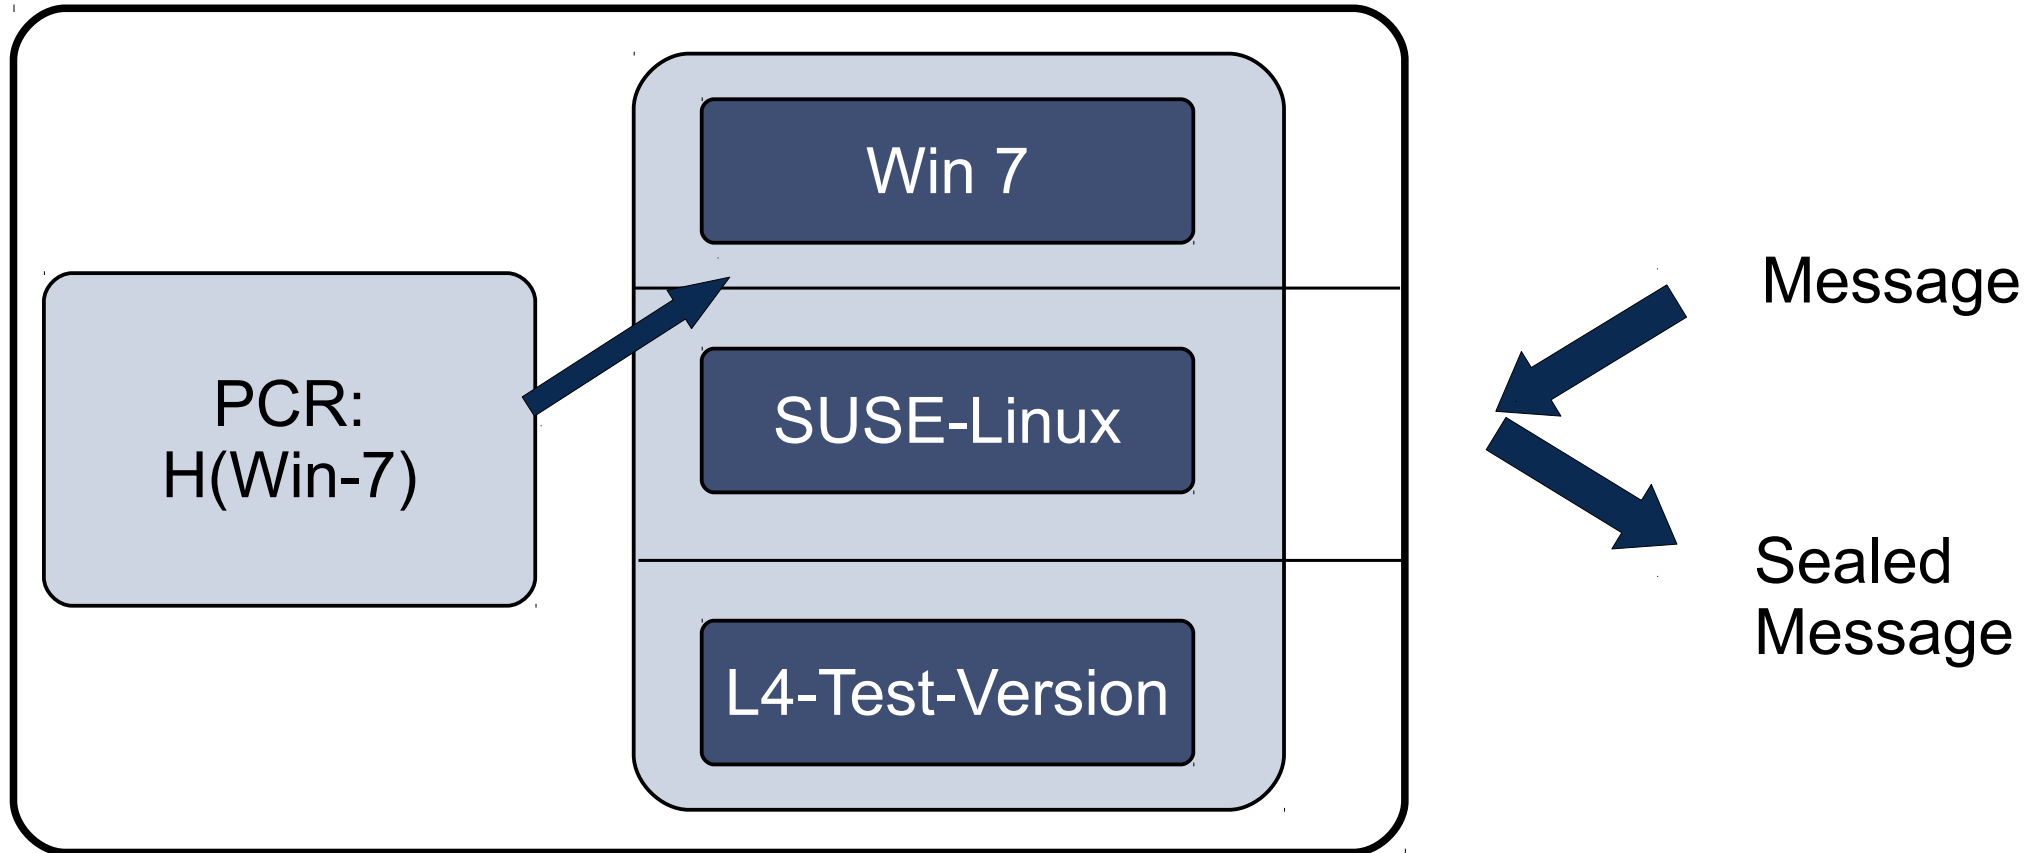 Win 7
PCR:
H(Win-7)
SUSE-Linux
L4-Test-Version
Message
Sealed
Message